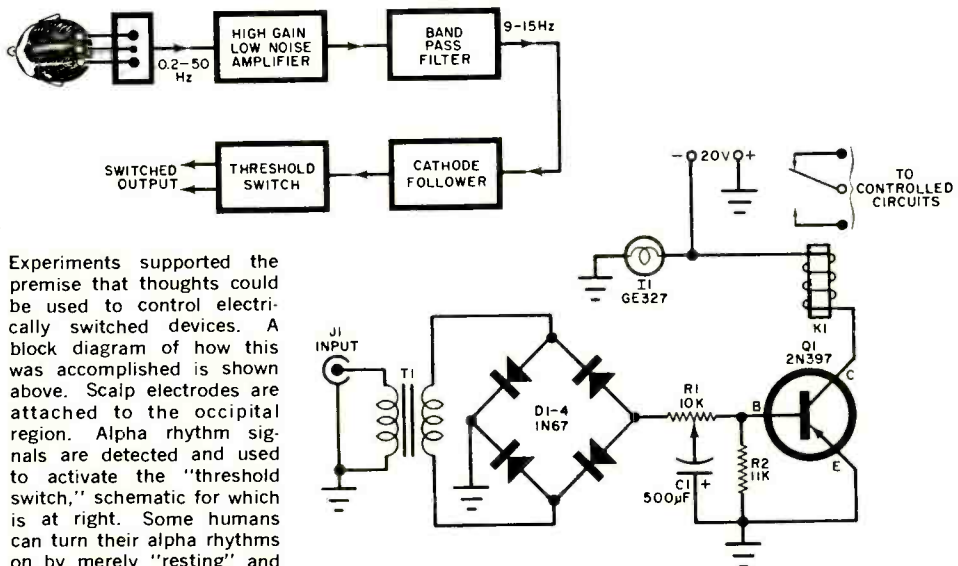 0.2–50
Hz
HIGH GAIN
LOW NOISE
AMPLIFIER
BAND
PASS
FILTER
9–15Hz
SWITCHED
OUTPUT
THRESHOLD
SWITCH
CATHODE
FOLLOWER
– 20V +
TO
CONTROLLED
CIRCUITS
I1
GE327
K1
J1
INPUT
T1
D1-4
1N67
R1
10K
C1
500µF
+
R2
11K
Q1
2N397
B
C
E
Experiments supported the
premise that thoughts could
be used to control electri-
cally switched devices. A
block diagram of how this
was accomplished is shown
above. Scalp electrodes are
attached to the occipital
region. Alpha rhythm sig-
nals are detected and used
to activate the "threshold
switch," schematic for which
is at right. Some humans
can turn their alpha rhythms
on by merely "resting" and